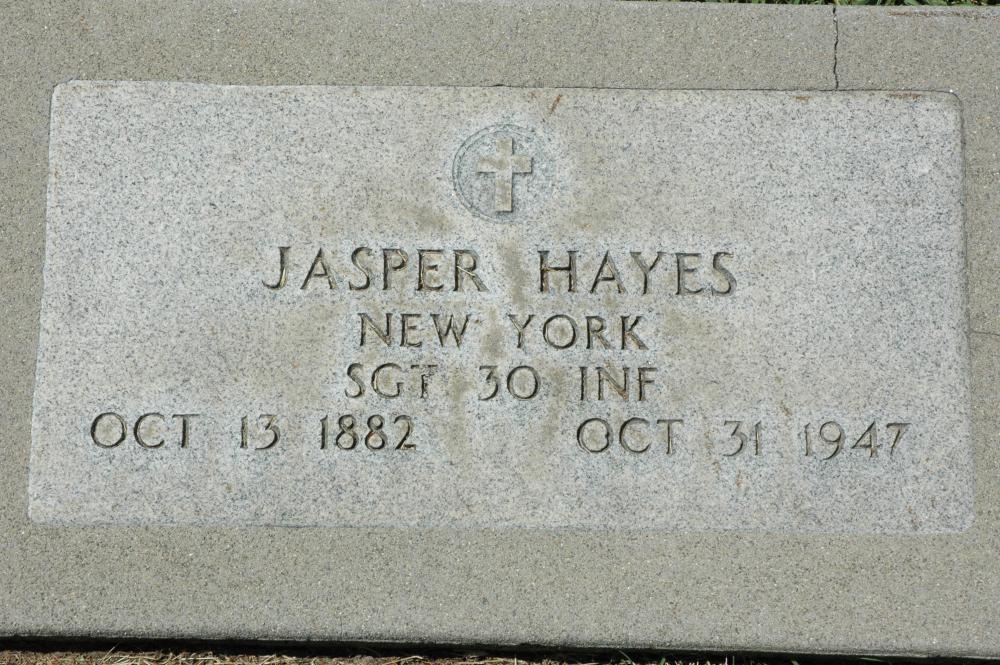 JASPER HAYES
NEW YORK
SGT 30 INF
OCT 13 1882 OCT 31 1947